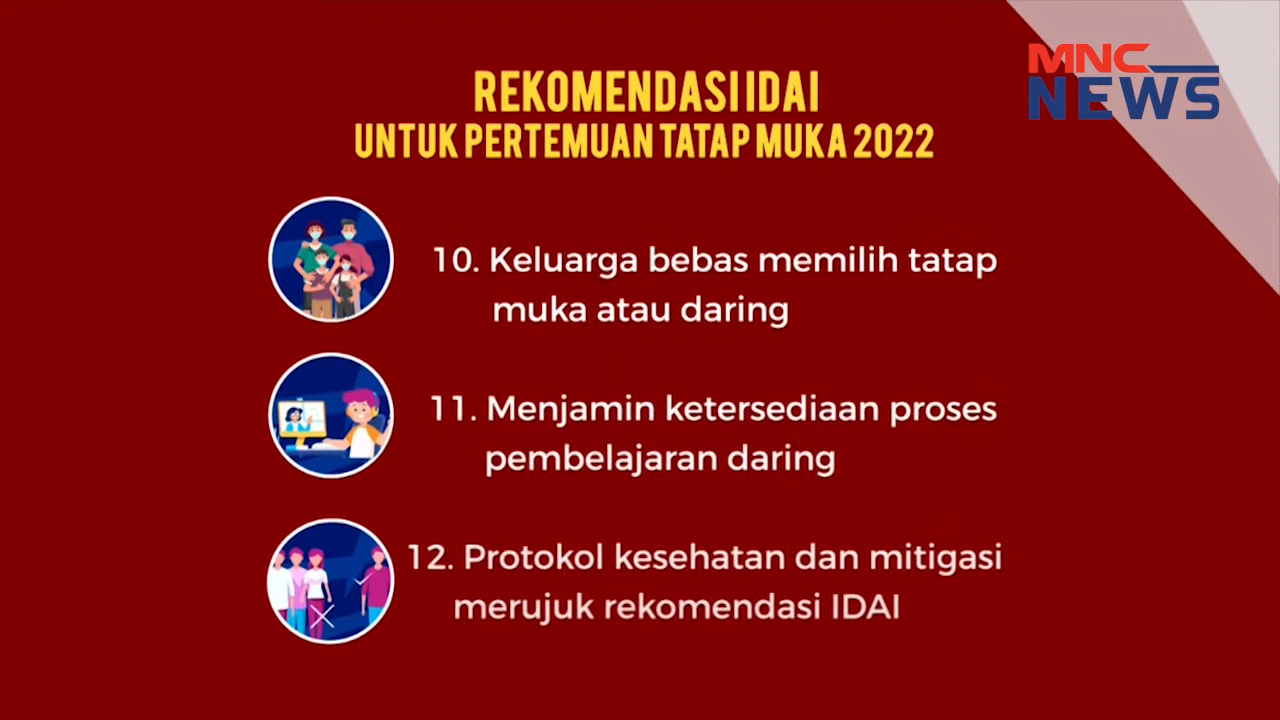 MNC
NEWS
REKOMENDASI IDAI
UNTUK PERTEMUAN TATAP MUKA 2022
10. Keluarga bebas memilih tatap
muka atau daring
11. Menjamin ketersediaan proses
pembelajaran daring
12. Protokol kesehatan dan mitigasi
merujuk rekomendasi IDAI